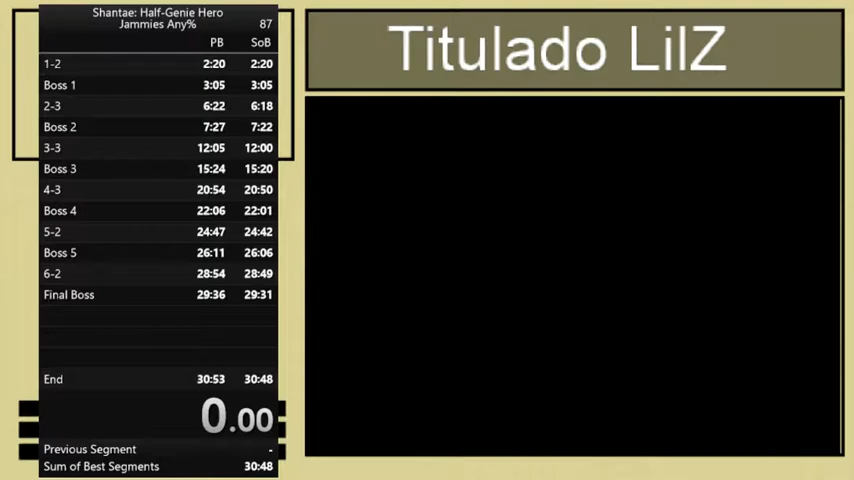 Shantae: Half-Genie Hero
Jammies Any% 87
PB SoB
1-2 2:20 2:20
Boss 1 3:05 3:05
2-3 6:22 6:18
Boss 2 7:27 7:22
3-3 12:05 12:00
Boss 3 15:24 15:20
4-3 20:54 20:50
Boss 4 22:06 22:01
5-2 24:47 24:42
Boss 5 26:11 26:06
6-2 28:54 28:49
Final Boss 29:36 29:31
End 30:53 30:48
0.00
Previous Segment -
Sum of Best Segments 30:48
Titulado LilZ